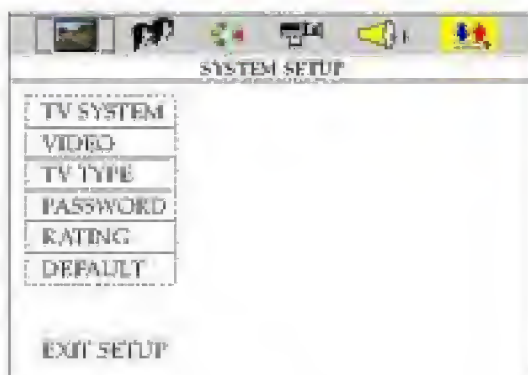 SYSTEM SETUP
TV SYSTEM
VIDEO
TV TYPE
PASSWORD
RATING
DEFAULT
EXIT SETUP